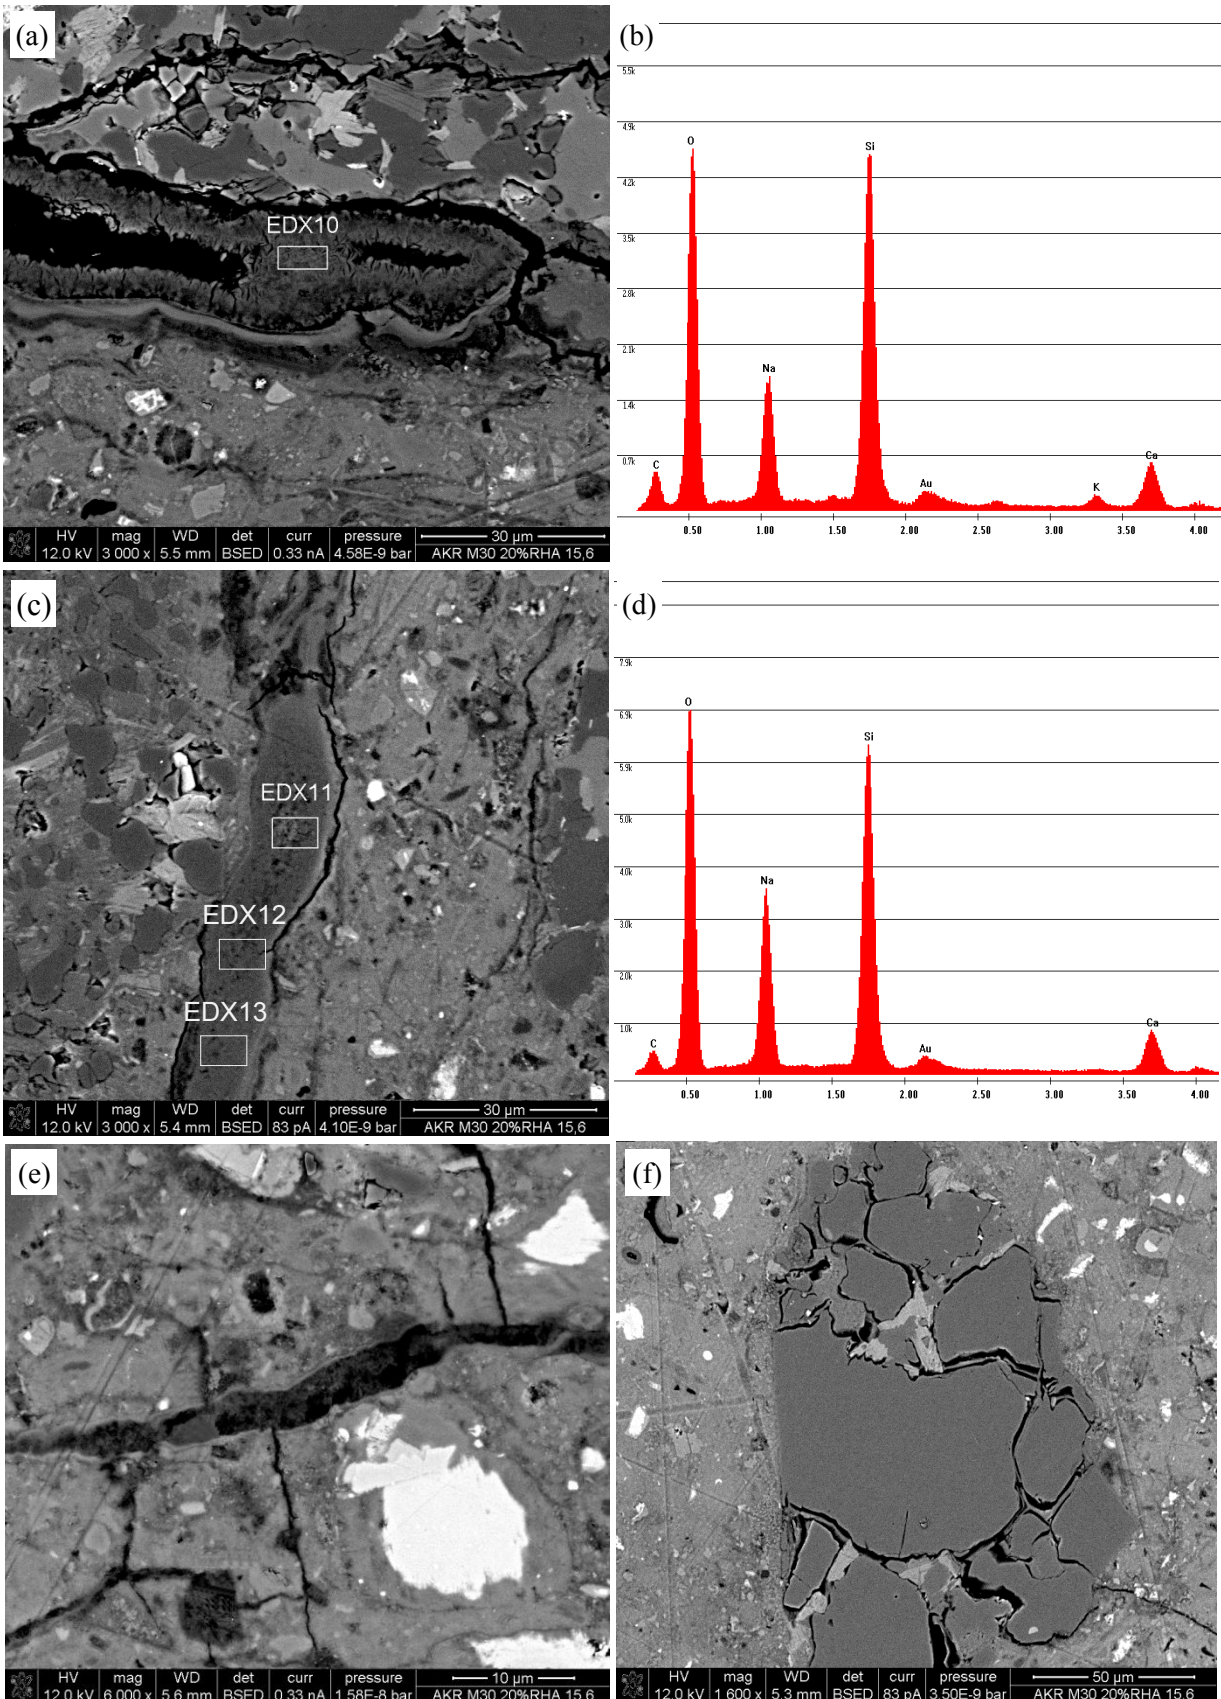 (a)
EDX10
HV mag WD det curr pressure 30 µm
12.0 kV 3 000 x 5.5 mm BSED 0.33 nA 4.58E-9 bar AKR M30 20%RHA 15,6
(b)
5.5k
4.9k
O Si
4.2k
3.5k
2.8k
2.1k
Na
1.4k
0.7k
C Au K Ca
0.50 1.00 1.50 2.00 2.50 3.00 3.50 4.00
(c)
EDX11
EDX12
EDX13
HV mag WD det curr pressure 30 µm
12.0 kV 3 000 x 5.4 mm BSED 83 pA 4.10E-9 bar AKR M30 20%RHA 15,6
(d)
7.9k
O
6.9k
Si
5.9k
5.0k
4.0k
Na
3.0k
2.0k
1.0k
C Au Ca
0.50 1.00 1.50 2.00 2.50 3.00 3.50 4.00
(e)
HV mag WD det curr pressure 10 µm
12.0 kV 6 000 x 5.6 mm BSED 0.33 nA 1.58E-8 bar AKR M30 20%RHA 15,6
(f)
HV mag WD det curr pressure 50 µm
12.0 kV 1 600 x 5.3 mm BSED 83 pA 3.50E-9 bar AKR M30 20%RHA 15,6